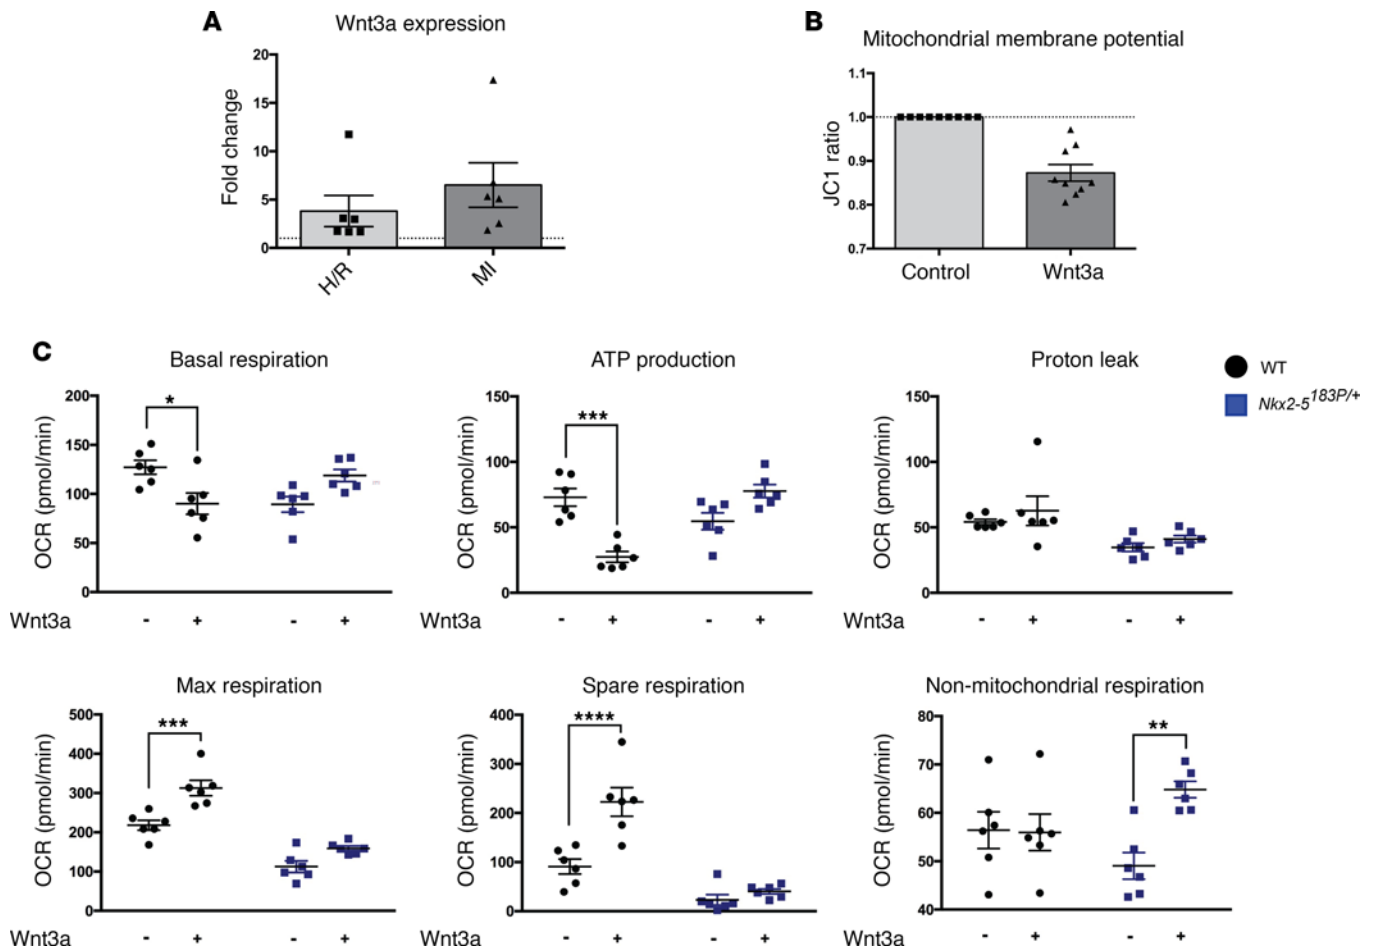 A
Wnt3a expression
Fold change
20
15
10
5
0
H/R
MI
B
Mitochondrial membrane potential
JC1 ratio
1.1
1.0
0.9
0.8
0.7
Control
Wnt3a
C
Basal respiration
OCR (pmol/min)
200
150
100
50
0
*
Wnt3a - + - +
ATP production
OCR (pmol/min)
150
100
50
0
***
Wnt3a - + - +
Proton leak
OCR (pmol/min)
150
100
50
0
Wnt3a - + - +
WT
Nkx2-5183P/+
Max respiration
OCR (pmol/min)
500
400
300
200
100
0
***
Wnt3a - + - +
Spare respiration
OCR (pmol/min)
400
300
200
100
0
****
Wnt3a - + - +
Non-mitochondrial respiration
OCR (pmol/min)
80
70
60
50
40
**
Wnt3a - + - +